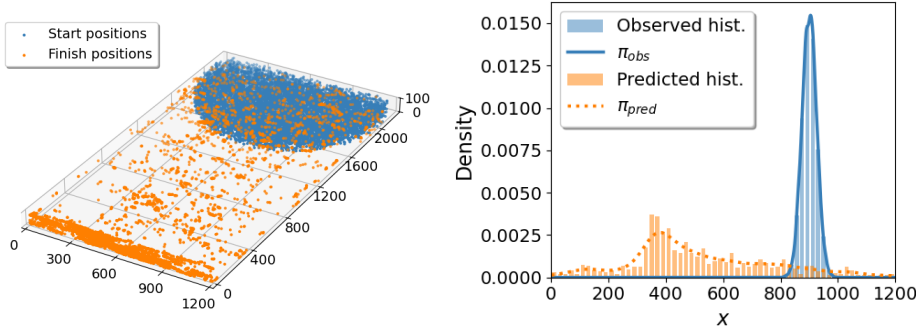 Start positions
Finish positions
100
0
2000
1600
1200
800
400
0
0
300
600
900
1200
Observed hist.
π_obs
Predicted hist.
π_pred
Density
0.0150
0.0125
0.0100
0.0075
0.0050
0.0025
0.0000
0 200 400 600 800 1000 1200
x